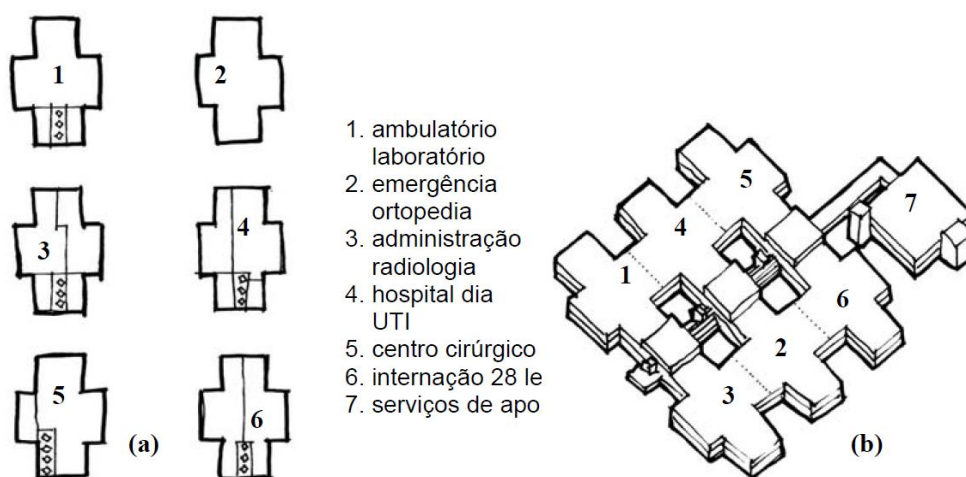 1
2
3
4
5
6
(a)
1. ambulatório
laboratório
2. emergência
ortopedia
3. administração
radiologia
4. hospital dia
UTI
5. centro cirúrgico
6. internação 28 le
7. serviços de apo
5
7
4
1
6
2
3
(b)